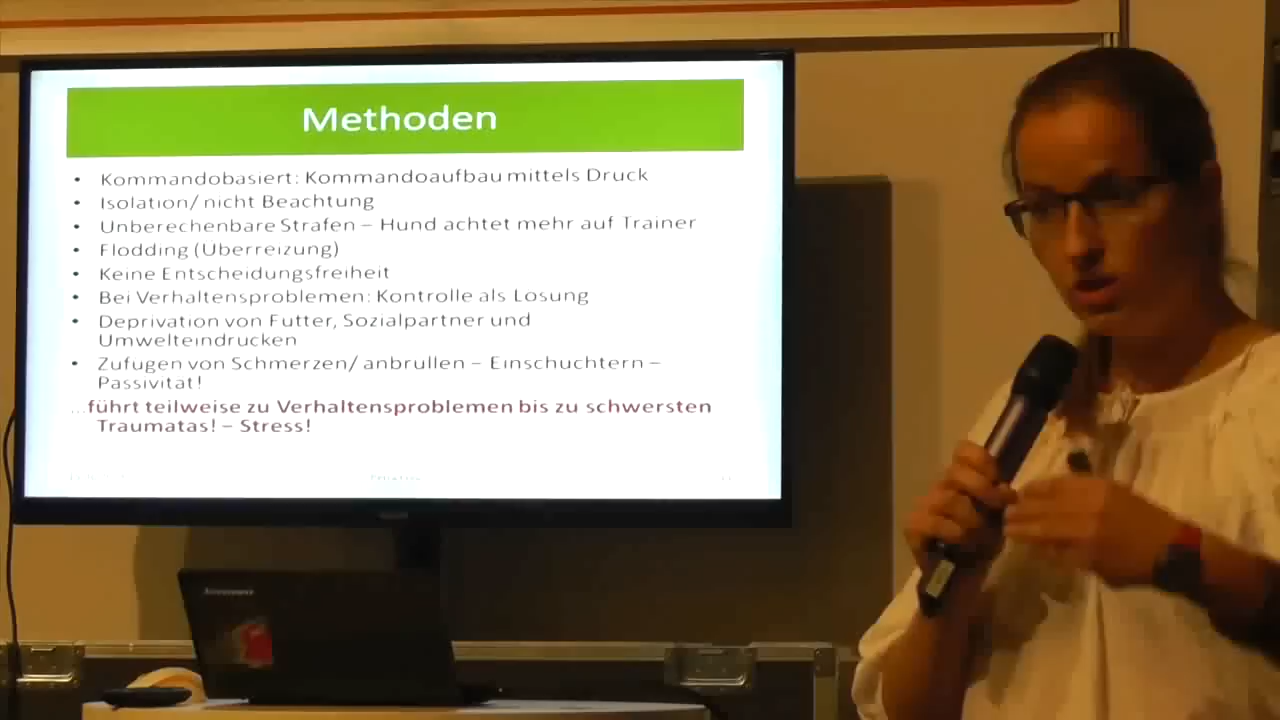 Methoden
• Kommandobasiert: Kommandoaufbau mittels Druck
• Isolation/ nicht Beachtung
• Unberechenbare Strafen – Hund achtet mehr auf Trainer
• Flodding (Uberreizung)
• Keine Entscheidungsfreiheit
• Bei Verhaltensproblemen: Kontrolle als Losung
• Deprivation von Futter, Sozialpartner und
Umwelteindrucken
• Zufugen von Schmerzen/ anbrullen – Einschuchtern –
Passivitat!
...führt teilweise zu Verhaltensproblemen bis zu schwersten
Traumatas! – Stress!